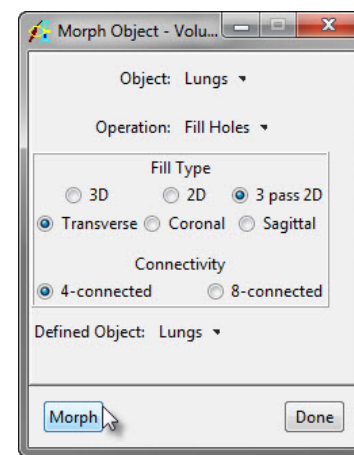 Morph Object - Volu...
Object: Lungs
Operation: Fill Holes
Fill Type
3D 2D 3 pass 2D
Transverse Coronal Sagittal
Connectivity
4-connected 8-connected
Defined Object: Lungs
Morph Done